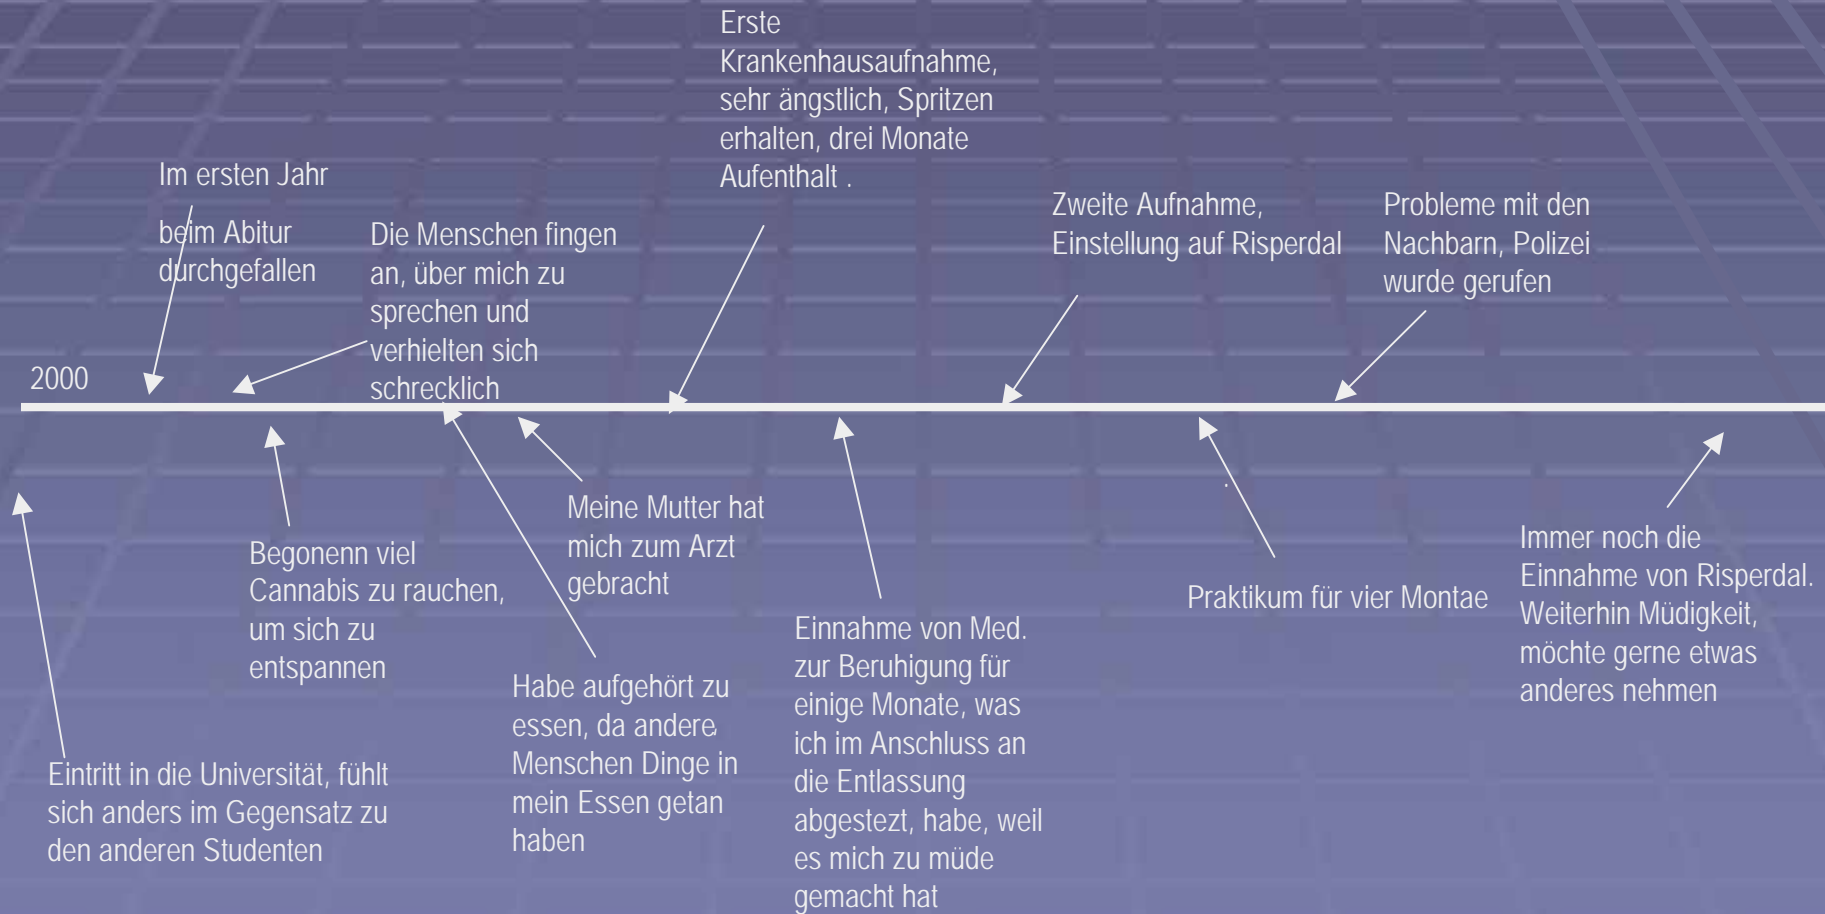 Erste
Krankenhausaufnahme,
sehr ängstlich, Spritzen
erhalten, drei Monate
Aufenthalt .
Im ersten Jahr
beim Abitur
durchgefallen
Die Menschen fingen
an, über mich zu
sprechen und
verhielten sich
schrecklich
Zweite Aufnahme,
Einstellung auf Risperdal
Probleme mit den
Nachbarn, Polizei
wurde gerufen
2000
Eintritt in die Universität, fühlt
sich anders im Gegensatz zu
den anderen Studenten
Begonenn viel
Cannabis zu rauchen,
um sich zu
entspannen
Meine Mutter hat
mich zum Arzt
gebracht
Habe aufgehört zu
essen, da andere
Menschen Dinge in
mein Essen getan
haben
Einnahme von Med.
zur Beruhigung für
einige Monate, was
ich im Anschluss an
die Entlassung
abgestezt, habe, weil
es mich zu müde
gemacht hat
Praktikum für vier Montae
Immer noch die
Einnahme von Risperdal.
Weiterhin Müdigkeit,
möchte gerne etwas
anderes nehmen